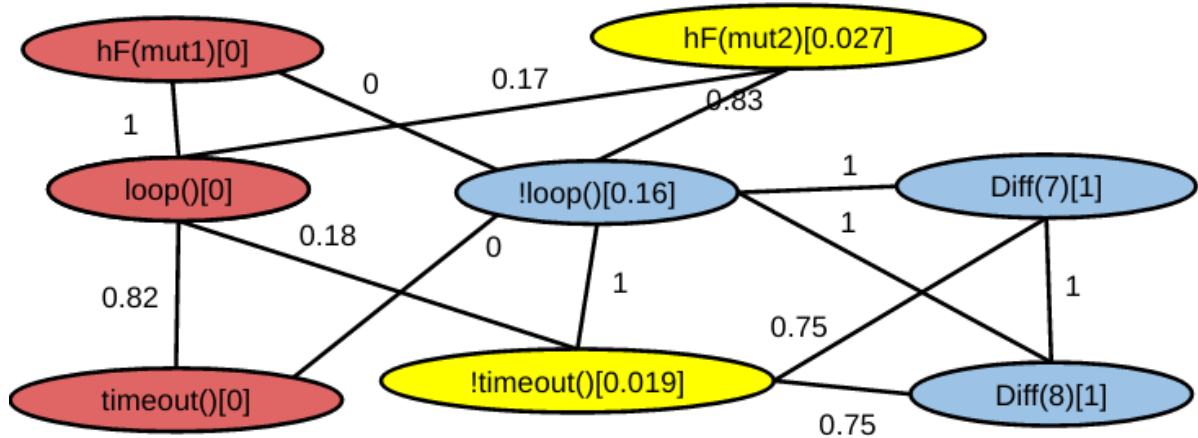 hF(mut1)[0]
hF(mut2)[0.027]
0
0.17
0.83
1
loop()[0]
!loop()[0.16]
1
Diff(7)[1]
0.18
0
1
0.82
1
1
0.75
timeout()[0]
!timeout()[0.019]
Diff(8)[1]
0.75